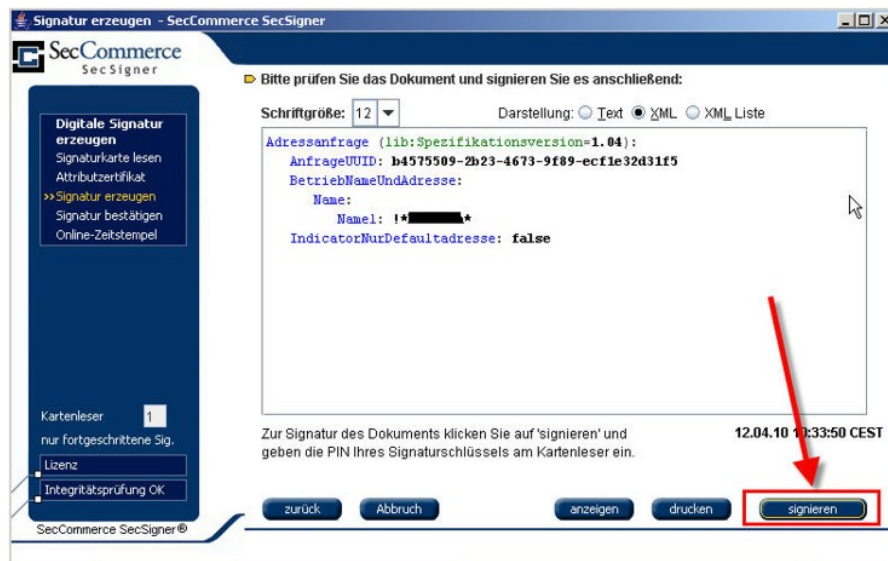 Signatur erzeugen - SecCommerce SecSigner
SecCommerce
SecSigner
Digitale Signatur
erzeugen
Signaturkarte lesen
Attributzertifikat
>>Signatur erzeugen
Signatur bestätigen
Online-Zeitstempel
Kartenleser 1
nur fortgeschrittene Sig.
Lizenz
Integritätsprüfung OK
SecCommerce SecSigner®
Bitte prüfen Sie das Dokument und signieren Sie es anschließend:
Schriftgröße: 12 Darstellung: Text XML XML Liste
Adressanfrage (lib:Spezifikationsversion=1.04):
AnfrageUUID: b4575509-2b23-4673-9f89-ecf1e32d31f5
BetriebNameUndAdresse:
Name:
Name1: !* *
IndicatorNurDefaultadresse: false
Zur Signatur des Dokuments klicken Sie auf 'signieren' und
geben die PIN Ihres Signaturschlüssels am Kartenleser ein.
12.04.10 :33:50 CEST
zurück Abbruch anzeigen drucken signieren